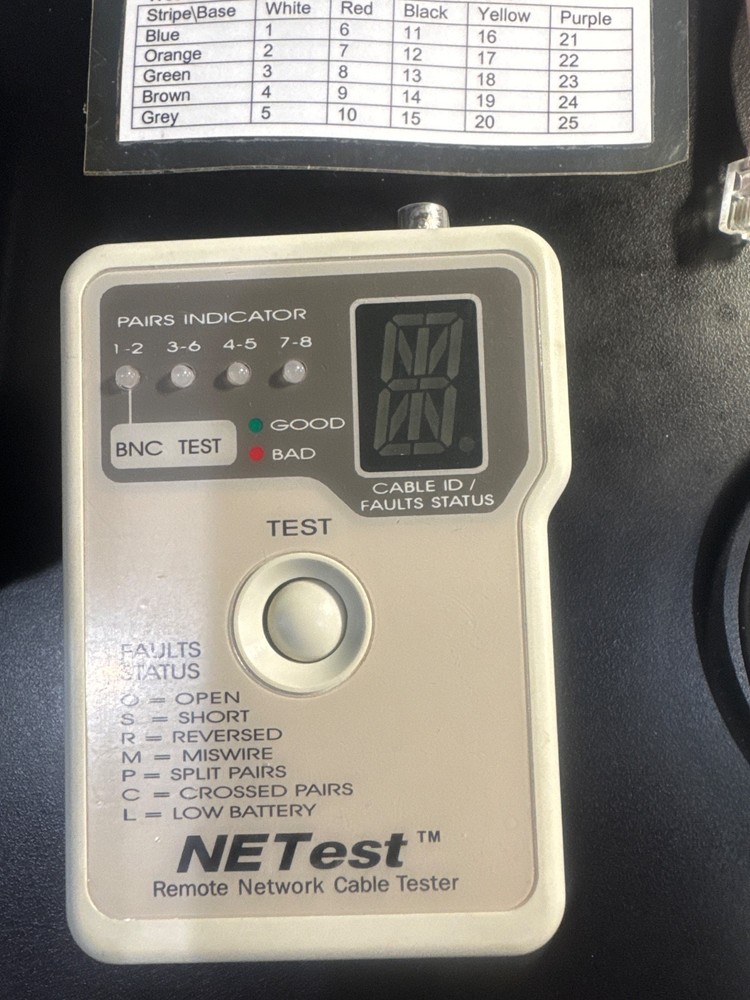 Stripe\Base White Red Black Yellow Purple
Blue 1 6 11 16 21
Orange 2 7 12 17 22
Green 3 8 13 18 23
Brown 4 9 14 19 24
Grey 5 10 15 20 25
PAIRS INDICATOR
1-2 3-6 4-5 7-8
BNC TEST
GOOD
BAD
CABLE ID /
FAULTS STATUS
TEST
FAULTS
STATUS
O = OPEN
S = SHORT
R = REVERSED
M = MISWIRE
P = SPLIT PAIRS
C = CROSSED PAIRS
L = LOW BATTERY
NETest™
Remote Network Cable Tester